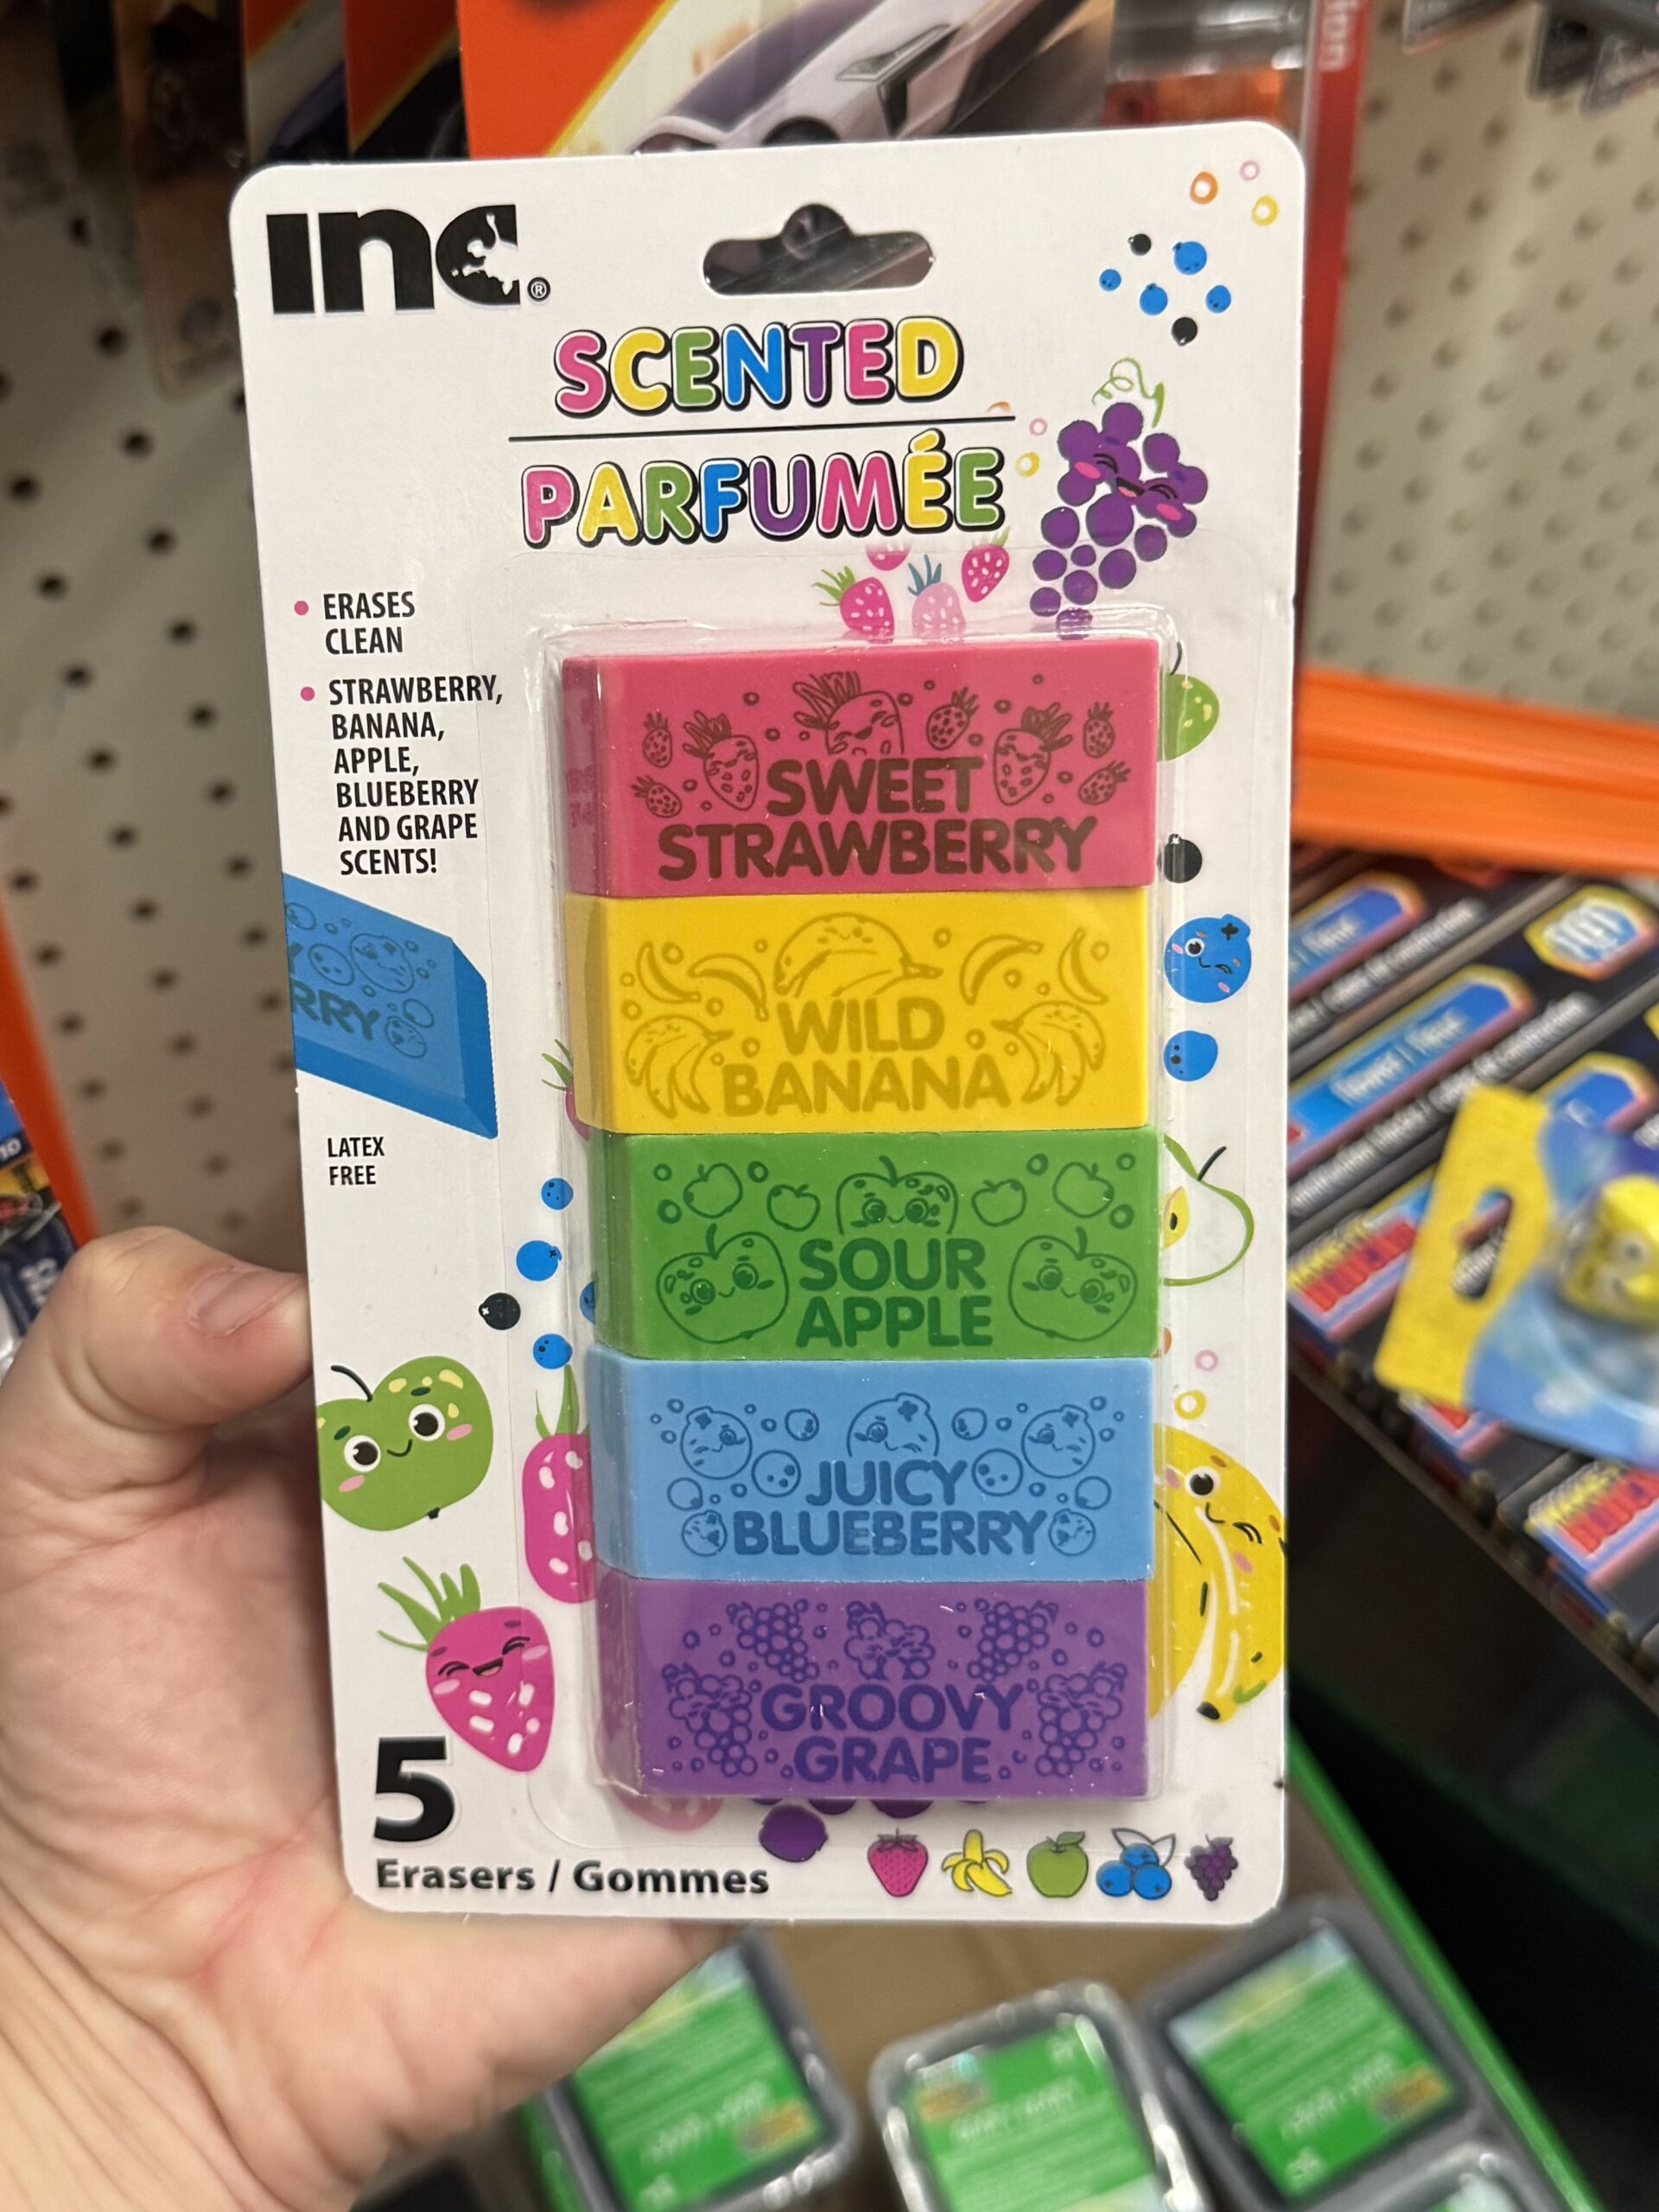 inc.®
SCENTED
PARFUMÉE
• ERASES
CLEAN
• STRAWBERRY,
BANANA,
APPLE,
BLUEBERRY
AND GRAPE
SCENTS!
RRY
LATEX
FREE
SWEET
STRAWBERRY
WILD
BANANA
SOUR
APPLE
JUICY
BLUEBERRY
GROOVY
GRAPE
5
Erasers / Gommes